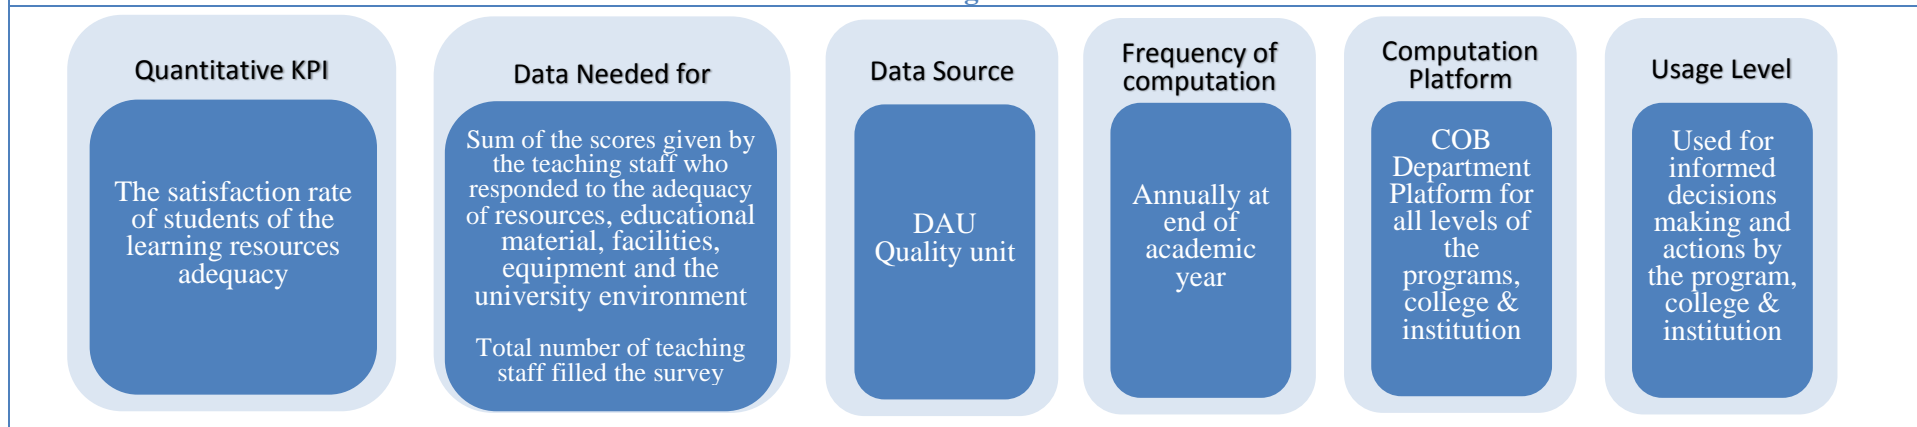 Quantitative KPI
The satisfaction rate
of students of the
learning resources
adequacy
Data Needed for
Sum of the scores given by
the teaching staff who
responded to the adequacy
of resources, educational
material, facilities,
equipment and the
university environment
Total number of teaching
staff filled the survey
Data Source
DAU
Quality unit
Frequency of
computation
Annually at
end of
academic
year
Computation
Platform
COB
Department
Platform for
all levels of
the
programs,
college &
institution
Usage Level
Used for
informed
decisions
making and
actions by
the program,
college &
institution